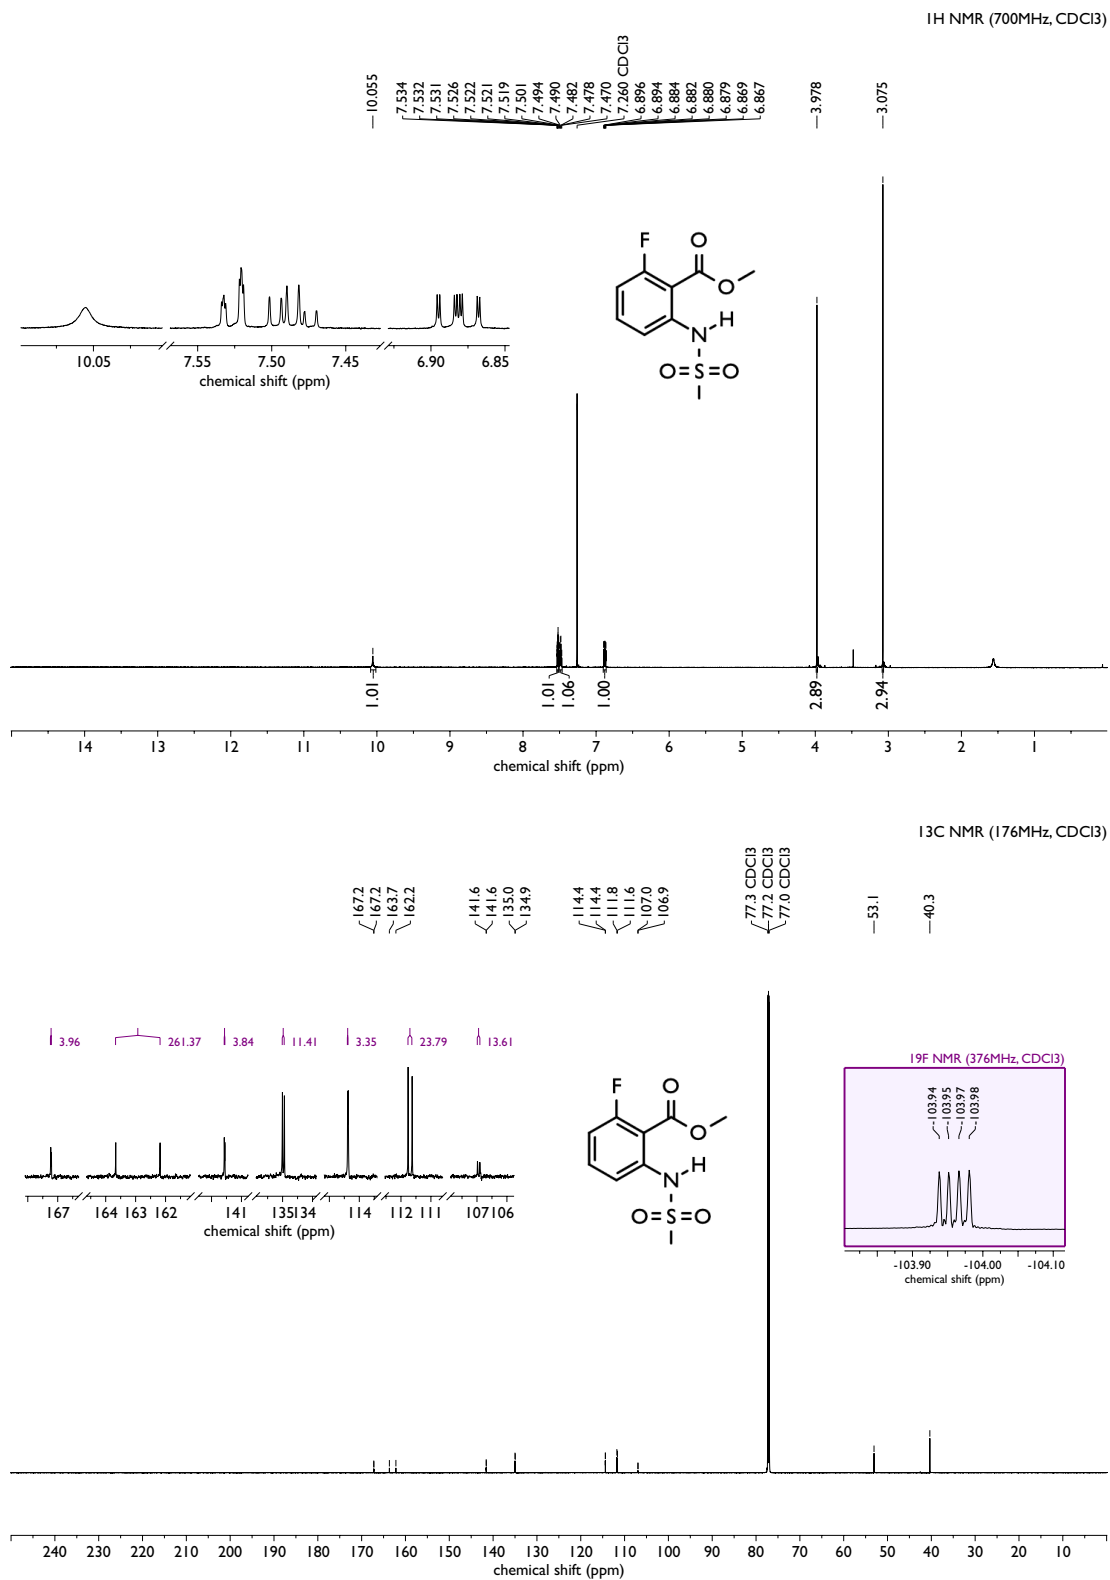 1H NMR (700MHz, CDCl3)
10.055
7.534
7.532
7.531
7.526
7.522
7.521
7.519
7.501
7.494
7.490
7.482
7.478
7.470
7.260 CDCl3
6.896
6.894
6.884
6.882
6.880
6.879
6.869
6.867
3.978
3.075
F
O
O
N
H
O=S=O
10.05 7.55 7.50 7.45 6.90 6.85
chemical shift (ppm)
1.01
1.01
1.06
1.00
2.89
2.94
14 13 12 11 10 9 8 7 6 5 4 3 2 1
chemical shift (ppm)
13C NMR (176MHz, CDCl3)
167.2
167.2
163.7
162.2
141.6
141.6
135.0
134.9
114.4
114.4
111.8
111.6
107.0
106.9
77.3 CDCl3
77.2 CDCl3
77.0 CDCl3
53.1
40.3
3.96 261.37 3.84 11.41 3.35 23.79 13.61
167 164 163 162 141 135 134 114 112 111 107 106
chemical shift (ppm)
F
O
O
N
H
O=S=O
19F NMR (376MHz, CDCl3)
-103.94
-103.95
-103.97
-103.98
-103.90 -104.00 -104.10
chemical shift (ppm)
240 230 220 210 200 190 180 170 160 150 140 130 120 110 100 90 80 70 60 50 40 30 20 10 0
chemical shift (ppm)